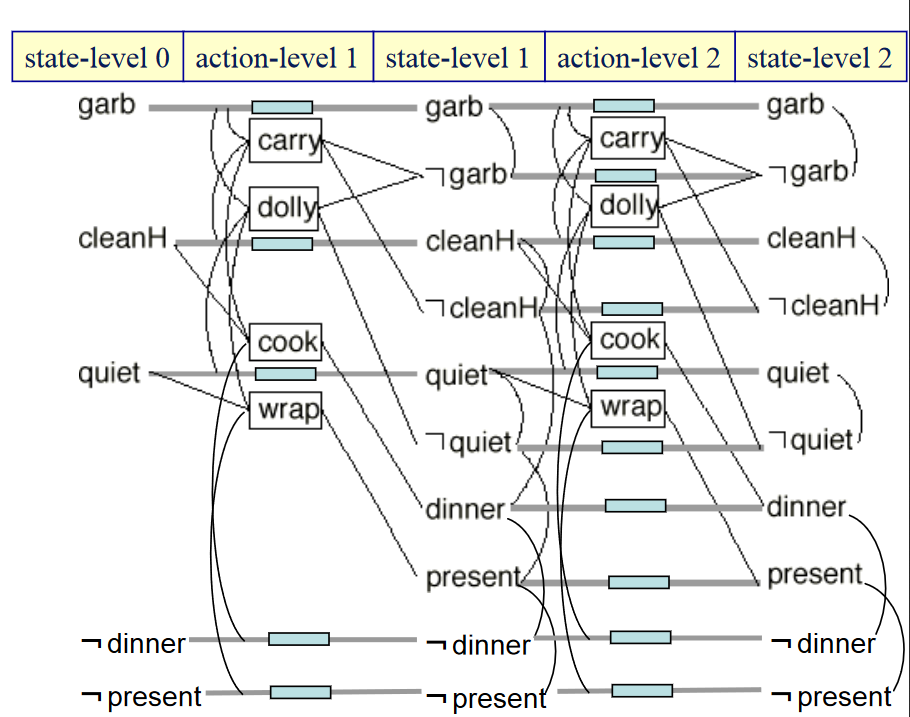 state-level 0 action-level 1 state-level 1 action-level 2 state-level 2
garb garb garb
carry carry
¬garb ¬garb
dolly dolly
cleanH cleanH cleanH
¬cleanH ¬cleanH
cook cook
quiet quiet quiet
wrap wrap
¬quiet ¬quiet
dinner dinner
present present
¬ dinner ¬ dinner ¬ dinner
¬ present ¬ present ¬ present